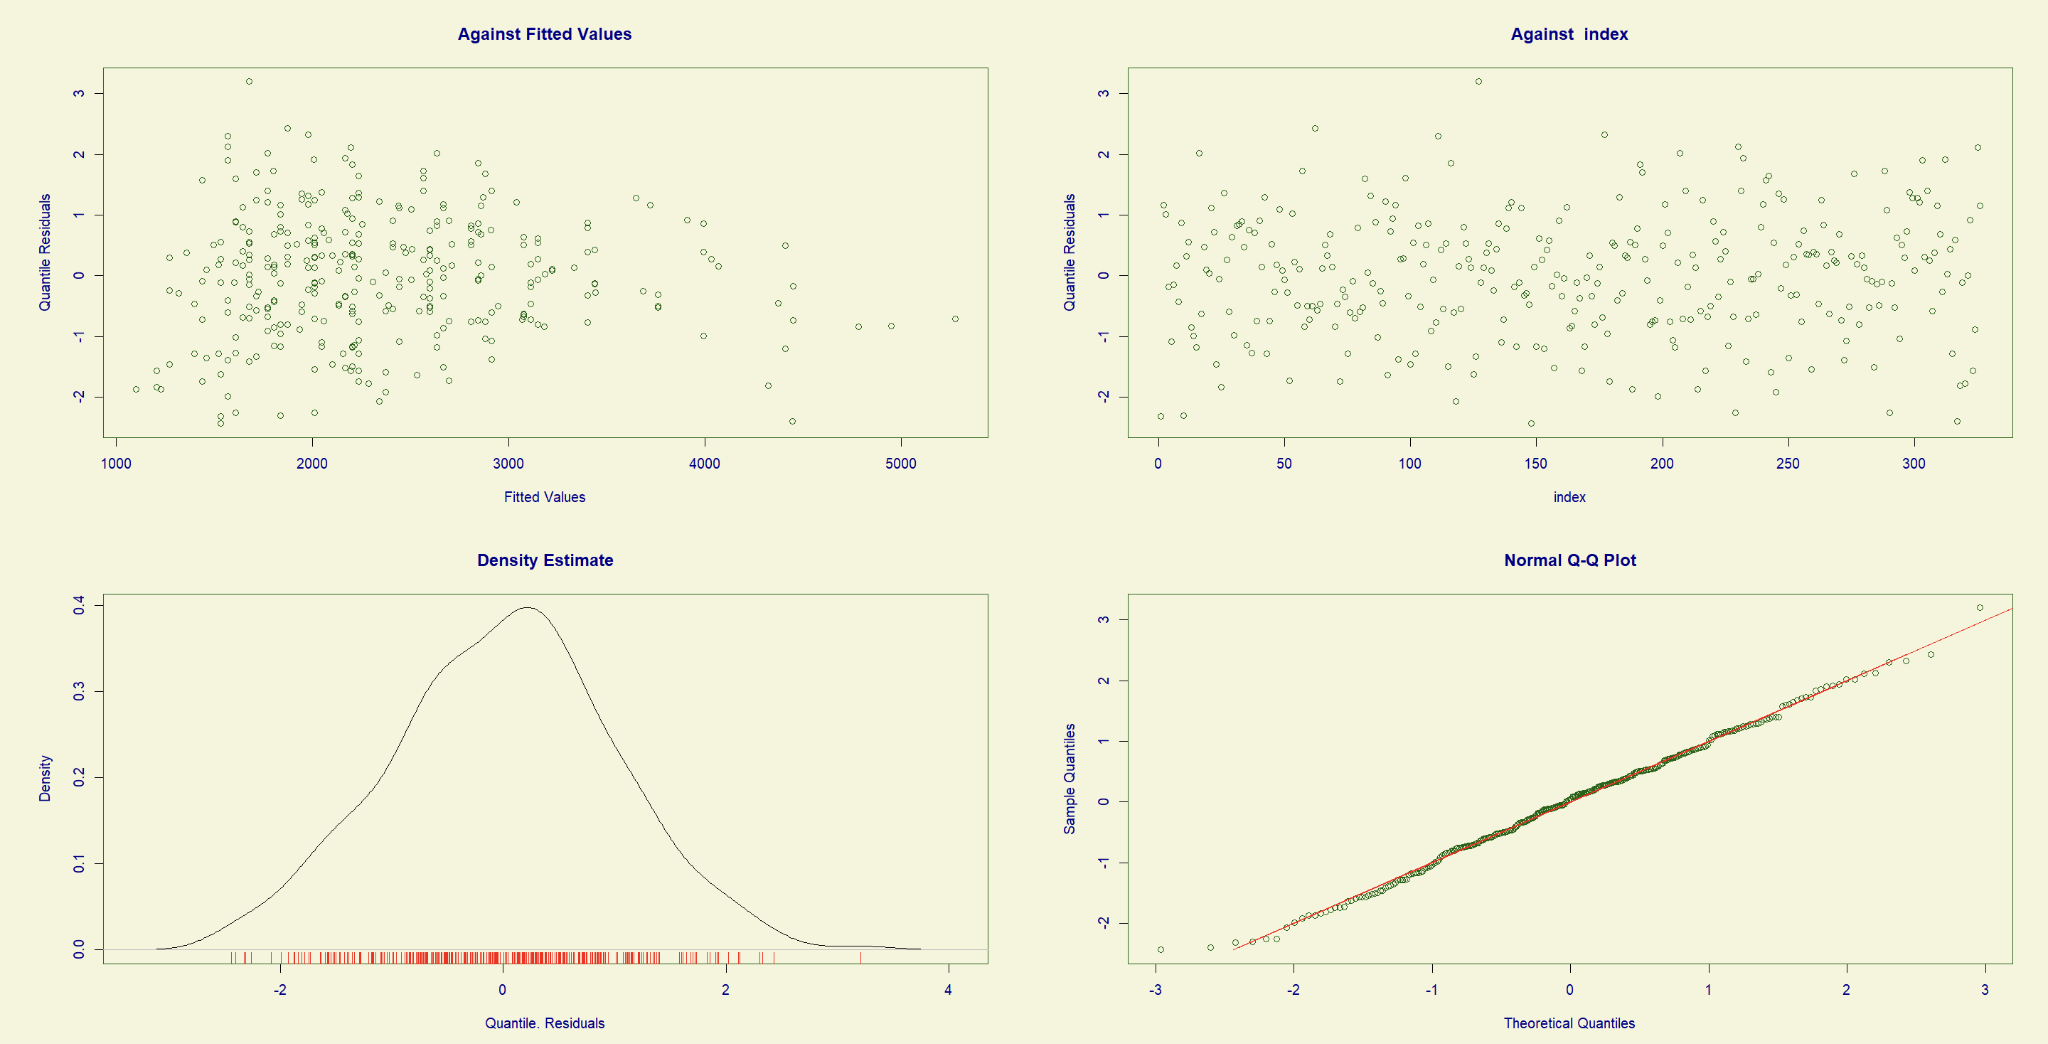 Against Fitted Values
Quantile Residuals
3
2
1
0
-1
-2
1000 2000 3000 4000 5000
Fitted Values
Against  index
Quantile Residuals
3
2
1
0
-1
-2
0 50 100 150 200 250 300
index
Density Estimate
Density
0.4
0.3
0.2
0.1
0.0
-2 0 2 4
Quantile. Residuals
Normal Q-Q Plot
Sample Quantiles
3
2
1
0
-1
-2
-3 -2 -1 0 1 2 3
Theoretical Quantiles